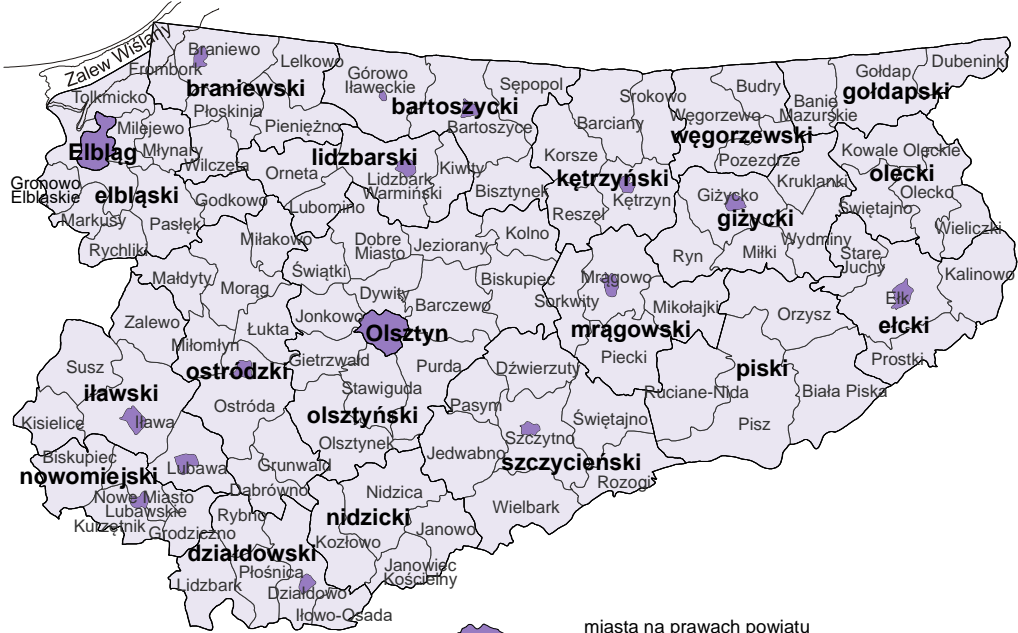 Zalew Wiślany
Braniewo
Frombork
Lelkowo
braniewski
Tolkmicko
Płoskinia
Pieniężno
Górowo
Iławeckie
Sępopol
bartoszycki
Bartoszyce
Srokowo
Barciany
Budry
Węgorzewo
Banie
Mazurskie
węgorzewski
Pozezdrze
Gołdap
Dubeninki
gołdapski
Milejewo
Elbląg
Młynary
Wilczęta
Gronowo
Elbląskie
elbląski
Godkowo
Markusy
Pasłęk
Rychliki
lidzbarski
Orneta
Lidzbark
Warmiński
Kiwity
Lubomino
Bisztynek
Korsze
kętrzyński
Kętrzyn
Reszel
Giżycko
Kruklanki
giżycki
Wydminy
Miłki
Ryn
Kowale Oleckie
olecki
Olecko
Świętajno
Wieliczki
Miłakowo
Małdyty
Morąg
Zalewo
Łukta
Miłomłyn
ostródzki
Ostróda
Grunwald
Dąbrówno
Dobre
Miasto
Jeziorany
Kolno
Świątki
Dywity
Biskupiec
Barczewo
Jonkowo
Olsztyn
Gietrzwałd
Purda
Stawiguda
olsztyński
Olsztynek
Mrągowo
Sorkwity
Mikołajki
mrągowski
Piecki
Stare
Juchy
Kalinowo
Ełk
ełcki
Prostki
Orzysz
piski
Ruciane-Nida
Biała Piska
Pisz
Susz
iławski
Kisielice
Iława
Lubawa
Dźwierzuty
Pasym
Świętajno
Szczytno
Jedwabno
szczycieński
Rozogi
Wielbark
Biskupiec
nowomiejski
Nowe Miasto
Lubawskie
Kurzętnik
Grodziczno
Rybno
działdowski
Płośnica
Lidzbark
Działdowo
Iłowo-Osada
Nidzica
nidzicki
Janowo
Kozłowo
Janowiec
Kościelny
miasta na prawach powiatu